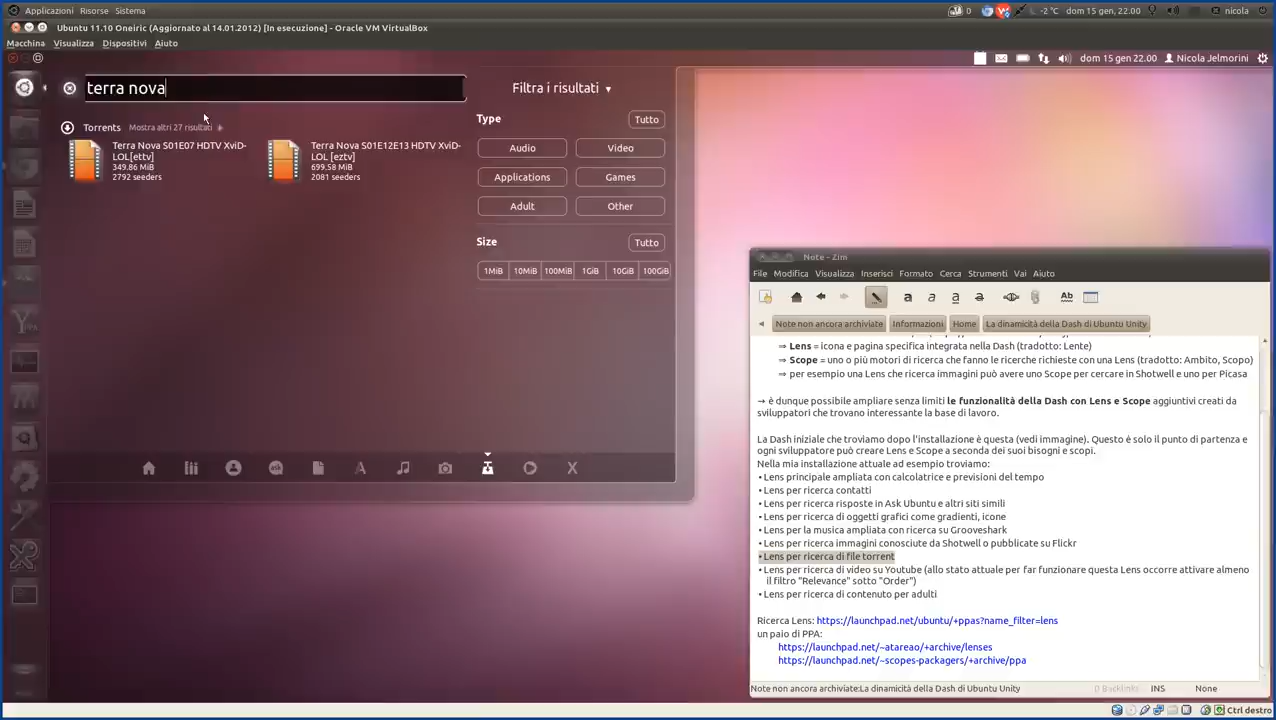 Applicazioni Risorse Sistema
0 -2 °C dom 15 gen, 22.00 nicola
Ubuntu 11.10 Oneiric (Aggiornato al 14.01.2012) [In esecuzione] - Oracle VM VirtualBox
Macchina Visualizza Dispositivi Aiuto
dom 15 gen 22.00 Nicola Jelmorini
terra nova
Filtra i risultati ▾
Torrents Mostra altri 27 risultati
Terra Nova S01E07 HDTV XviD-
LOL[ettv]
349.86 MiB
2792 seeders
Terra Nova S01E12E13 HDTV XviD-
LOL [eztv]
699.58 MiB
2081 seeders
Type Tutto
Audio Video
Applications Games
Adult Other
Size Tutto
1MiB 10MiB 100MiB 1GiB 10GiB 100GiB
Note - Zim
File Modifica Visualizza Inserisci Formato Cerca Strumenti Vai Aiuto
Note non ancora archiviate Informazioni Home La dinamicità della Dash di Ubuntu Unity
⇒ Lens = icona e pagina specifica integrata nella Dash (tradotto: Lente)
⇒ Scope = uno o più motori di ricerca che fanno le ricerche richieste con una Lens (tradotto: Ambito, Scopo)
⇒ per esempio una Lens che ricerca immagini può avere uno Scope per cercare in Shotwell e uno per Picasa
→ è dunque possibile ampliare senza limiti le funzionalità della Dash con Lens e Scope aggiuntivi creati da
sviluppatori che trovano interessante la base di lavoro.
La Dash iniziale che troviamo dopo l'installazione è questa (vedi immagine). Questo è solo il punto di partenza e
ogni sviluppatore può creare Lens e Scope a seconda dei suoi bisogni e scopi.
Nella mia installazione attuale ad esempio troviamo:
• Lens principale ampliata con calcolatrice e previsioni del tempo
• Lens per ricerca contatti
• Lens per ricerca risposte in Ask Ubuntu e altri siti simili
• Lens per ricerca di oggetti grafici come gradienti, icone
• Lens per la musica ampliata con ricerca su Grooveshark
• Lens per ricerca immagini conosciute da Shotwell o pubblicate su Flickr
• Lens per ricerca di file torrent
• Lens per ricerca di video su Youtube (allo stato attuale per far funzionare questa Lens occorre attivare almeno
il filtro "Relevance" sotto "Order")
• Lens per ricerca di contenuto per adulti
Ricerca Lens: https://launchpad.net/ubuntu/+ppas?name_filter=lens
un paio di PPA:
https://launchpad.net/~atareao/+archive/lenses
https://launchpad.net/~scopes-packagers/+archive/ppa
Note non ancora archiviate:La dinamicità della Dash di Ubuntu Unity 0 Backlinks INS None
Ctrl destro